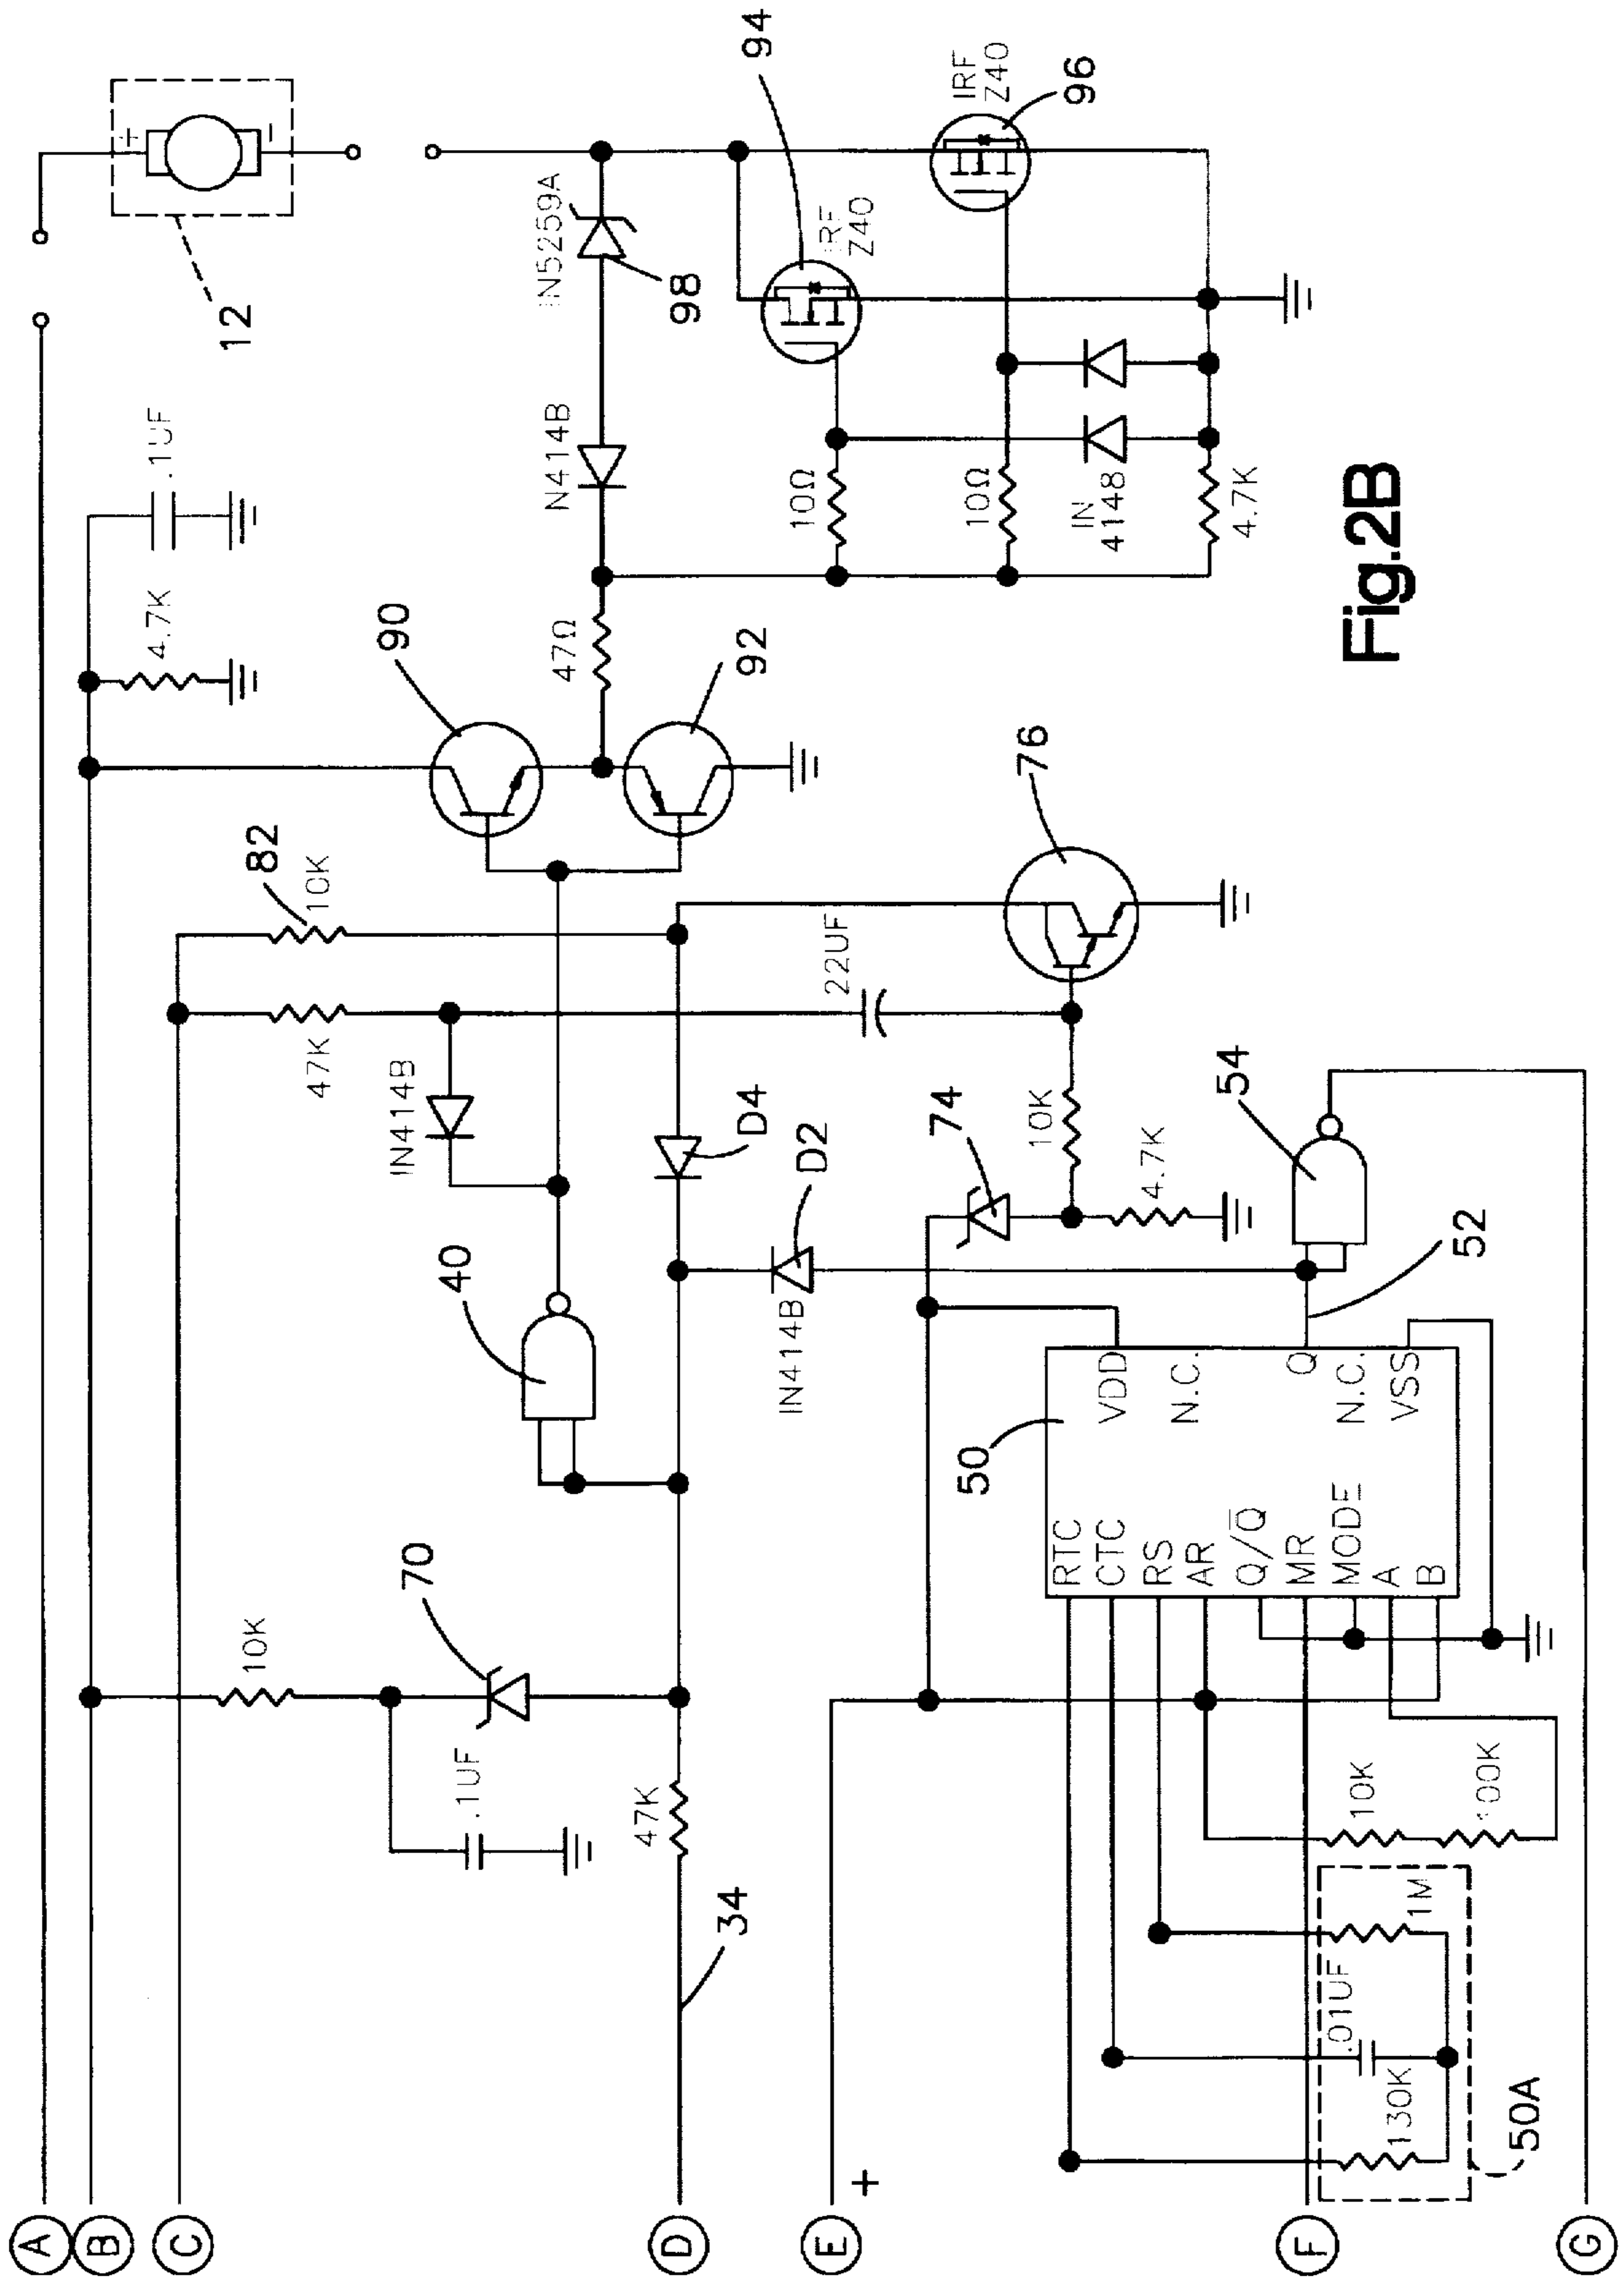 A
B
C
D
E
F
G
+
12
+
-
.1UF
4.7K
90
47Ω
92
IN5259A
98
N414B
94
IRF
Z40
IRF
Z40
96
10Ω
10Ω
IN
4148
4.7K
Fig.2B
82
10K
47K
IN414B
22UF
76
40
D4
D2
IN414B
74
10K
4.7K
54
52
10K
70
.1UF
47K
34
50
VDD
N.C.
Q
N.C.
VSS
RTC
CTC
RS
AR
Q/Q̅
MR
MODE
A
B
10K
100K
130K
.01UF
1M
50A